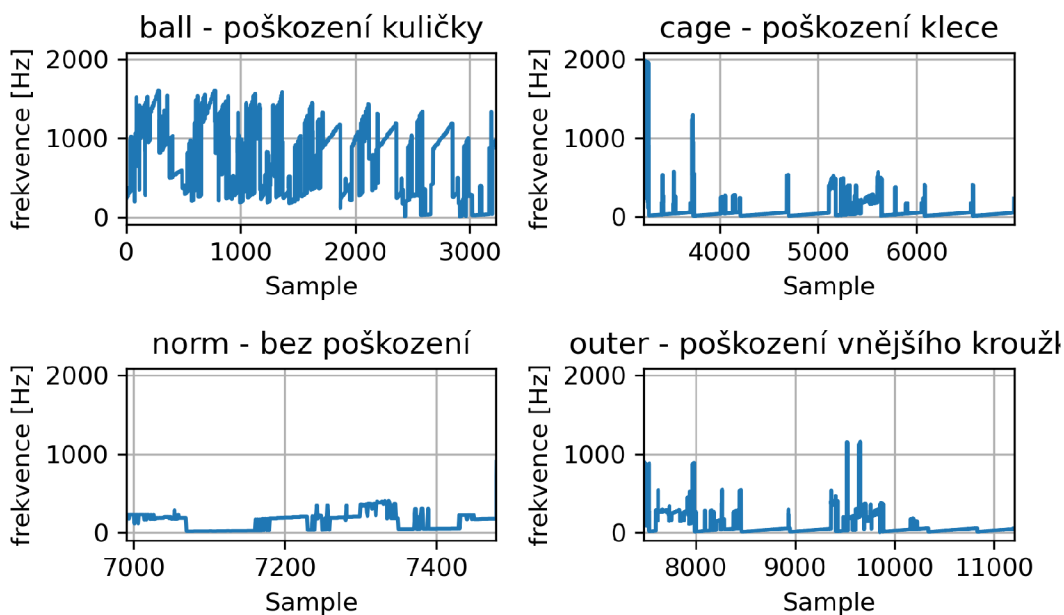 ball - poškození kuličky
cage - poškození klece
frekvence [Hz]
2000
1000
0
0
1000
2000
3000
Sample
frekvence [Hz]
2000
1000
0
4000
5000
6000
Sample
norm - bez poškození
outer - poškození vnějšího kroužk
frekvence [Hz]
2000
1000
0
7000
7200
7400
Sample
frekvence [Hz]
2000
1000
0
8000
9000
10000
11000
Sample